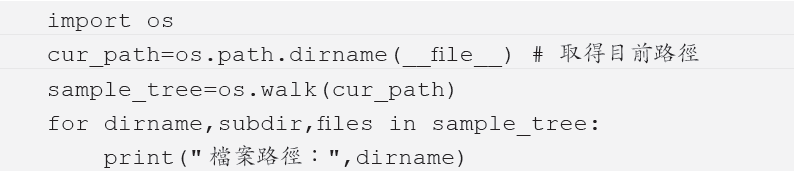 import os
cur_path=os.path.dirname(__file__) # 取得目前路徑
sample_tree=os.walk(cur_path)
for dirname,subdir,files in sample_tree:
    print("檔案路徑：",dirname)